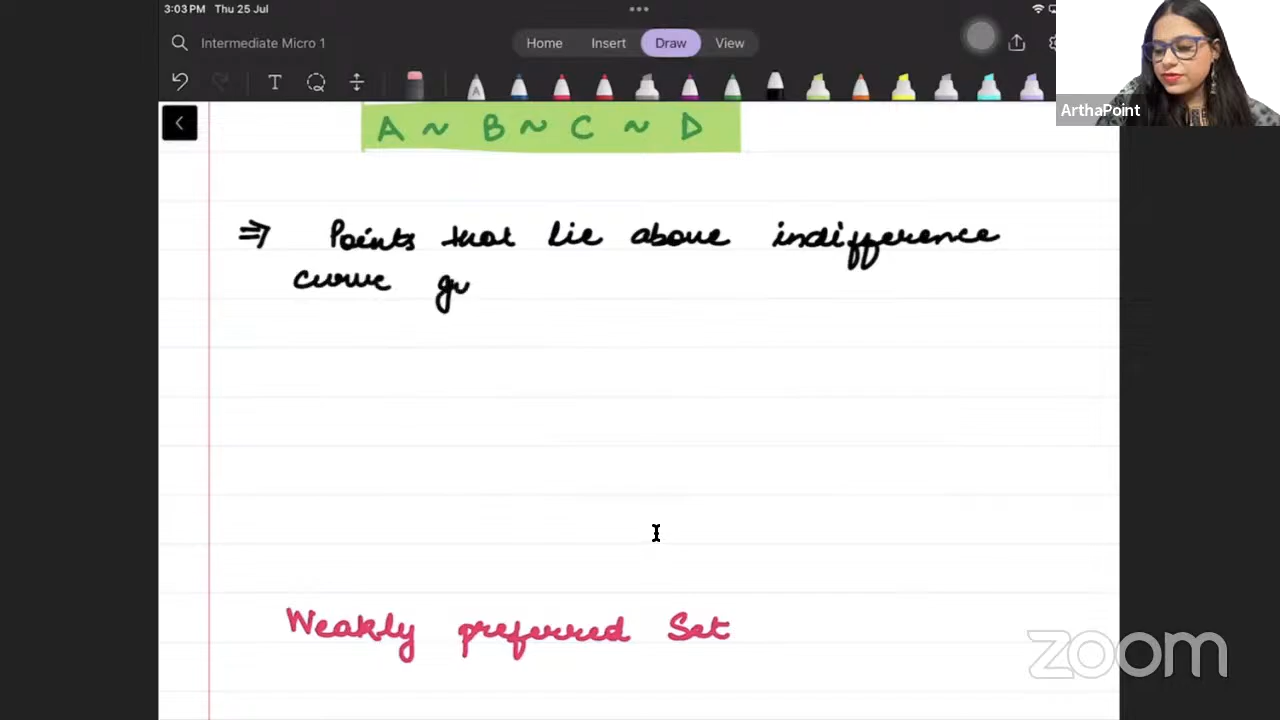 3:03 PM Thu 25 Jul
Intermediate Micro 1
Home Insert Draw View
ArthaPoint
A ~ B ~ C ~ D
⇒ Points that lie above indifference
curve gu
Weakly preferred Set
zoom